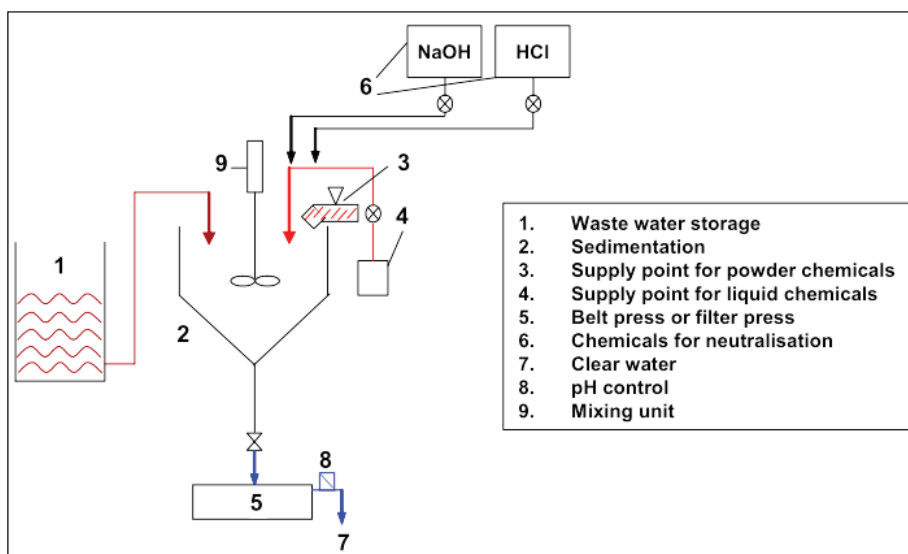 NaOH
HCl
6
9
3
4
1
2
8
5
7
1. Waste water storage
2. Sedimentation
3. Supply point for powder chemicals
4. Supply point for liquid chemicals
5. Belt press or filter press
6. Chemicals for neutralisation
7. Clear water
8. pH control
9. Mixing unit